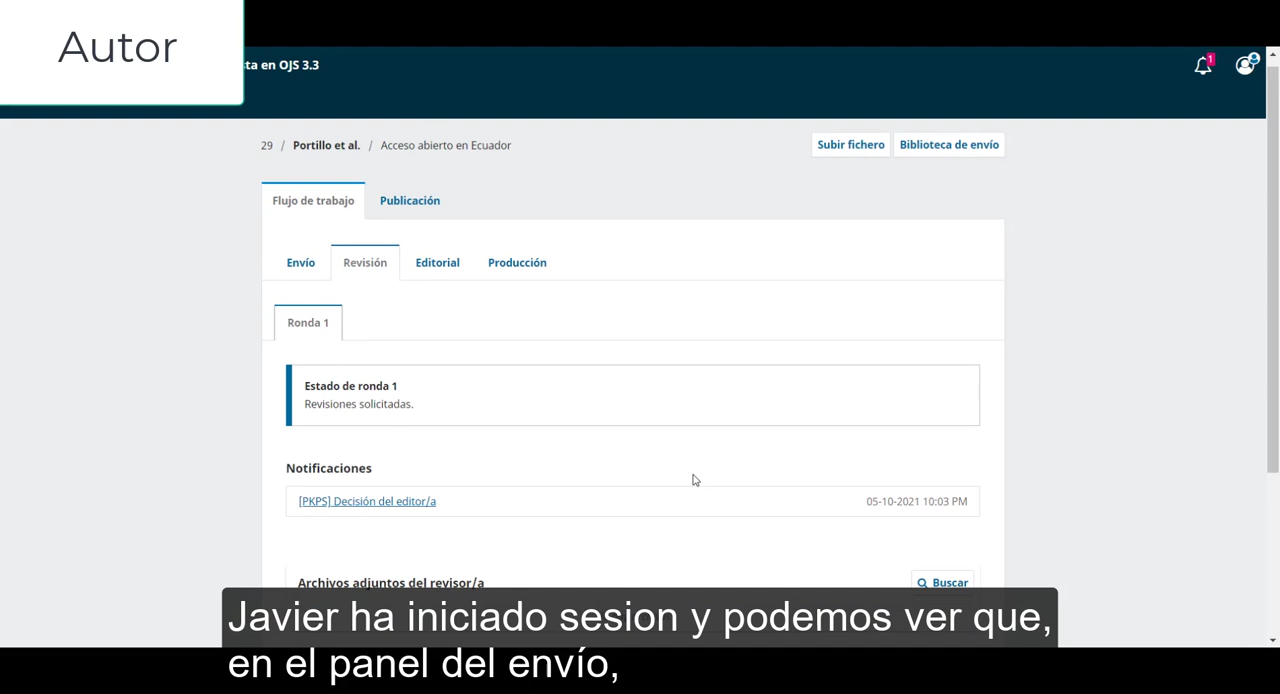 Autor
ta en OJS 3.3
1
29 / Portillo et al. / Acceso abierto en Ecuador
Subir fichero
Biblioteca de envío
Flujo de trabajo
Publicación
Envío
Revisión
Editorial
Producción
Ronda 1
Estado de ronda 1
Revisiones solicitadas.
Notificaciones
[PKPS] Decisión del editor/a
05-10-2021 10:03 PM
Archivos adjuntos del revisor/a
Buscar
Javier ha iniciado sesion y podemos ver que,
en el panel del envío,